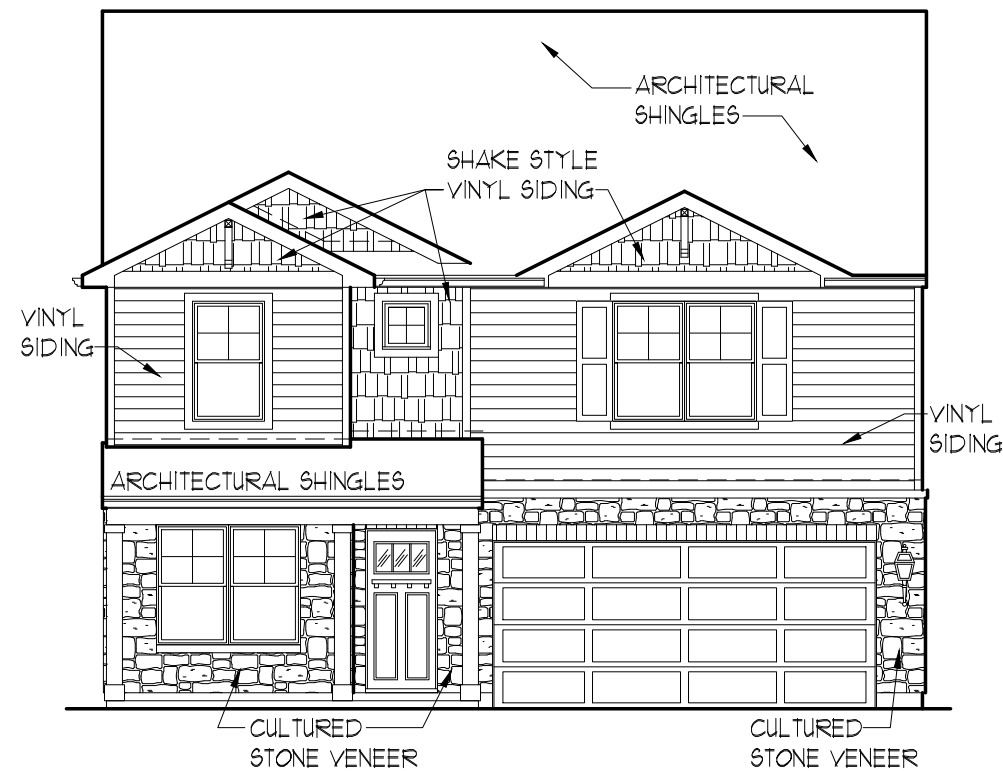 ARCHITECTURAL
SHINGLES
SHAKE STYLE
VINYL SIDING
VINYL
SIDING
VINYL
SIDING
ARCHITECTURAL SHINGLES
CULTURED
STONE VENEER
CULTURED
STONE VENEER